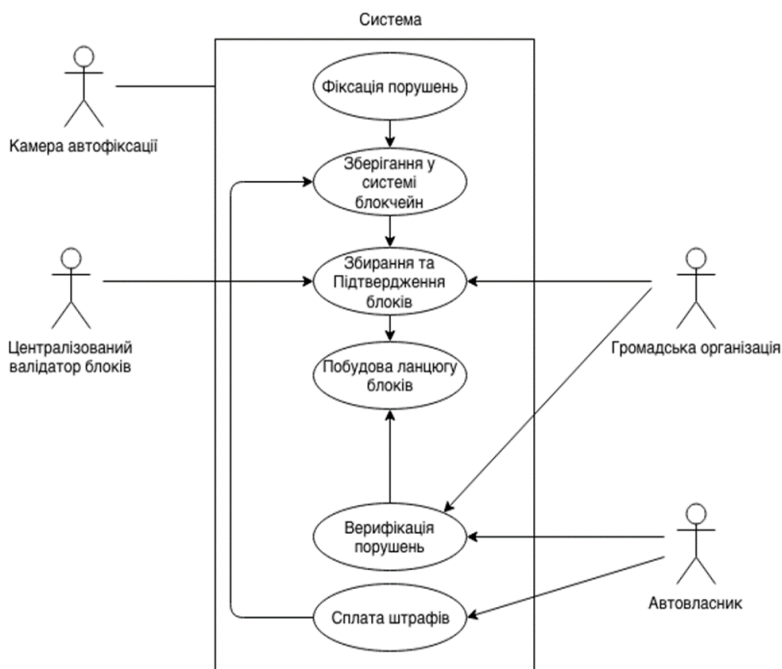 Система
Фіксація порушень
Камера автофіксації
Зберігання у
системі
блокчейн
Збирання та
Підтвердження
блоків
Централізований
валідатор блоків
Громадська організація
Побудова ланцюгу
блоків
Верифікація
порушень
Автовласник
Сплата штрафів